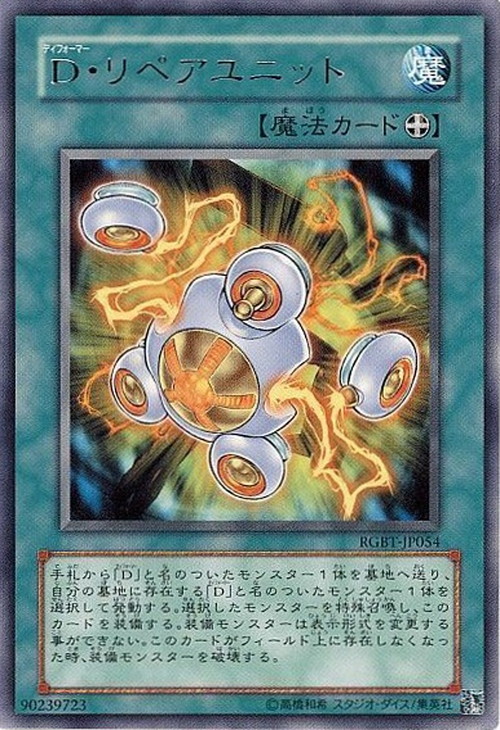 ディフォーマー
D・リペアユニット
魔
まほう
【魔法カード】
RGBT-JP054
手札から「D」と名のついたモンスター1体を墓地へ送り、
自分の墓地に存在する「D」と名のついたモンスター1体を
選択して発動する。選択したモンスターを特殊召喚し、この
カードを装備する。装備モンスターは表示形式を変更する
事ができない。このカードがフィールド上に存在しなくなっ
た時、装備モンスターを破壊する。
90239723
©高橋和希 スタジオ・ダイス/集英社